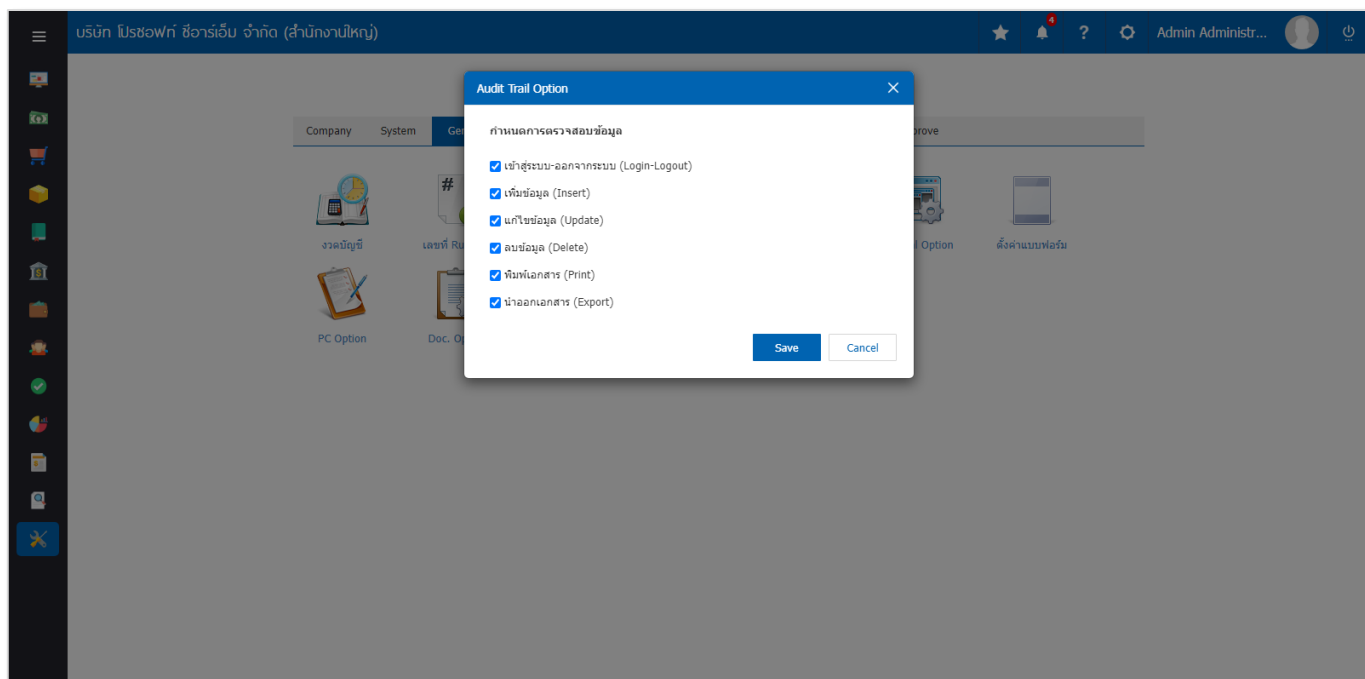 บริษัท โปรซอฟท์ ซีอาร์เอ็ม จำกัด (สำนักงานใหญ่)
4
?
Admin Administr...
Audit Trail Option
Company
System
Ger
prove
กำหนดการตรวจสอบข้อมูล
เข้าสู่ระบบ-ออกจากระบบ (Login-Logout)
เพิ่มข้อมูล (Insert)
แก้ไขข้อมูล (Update)
ลบข้อมูล (Delete)
พิมพ์เอกสาร (Print)
นำออกเอกสาร (Export)
Save
Cancel
#
งวดบัญชี
เลขที่ Ru
l Option
ตั้งค่าแบบฟอร์ม
PC Option
Doc. Op